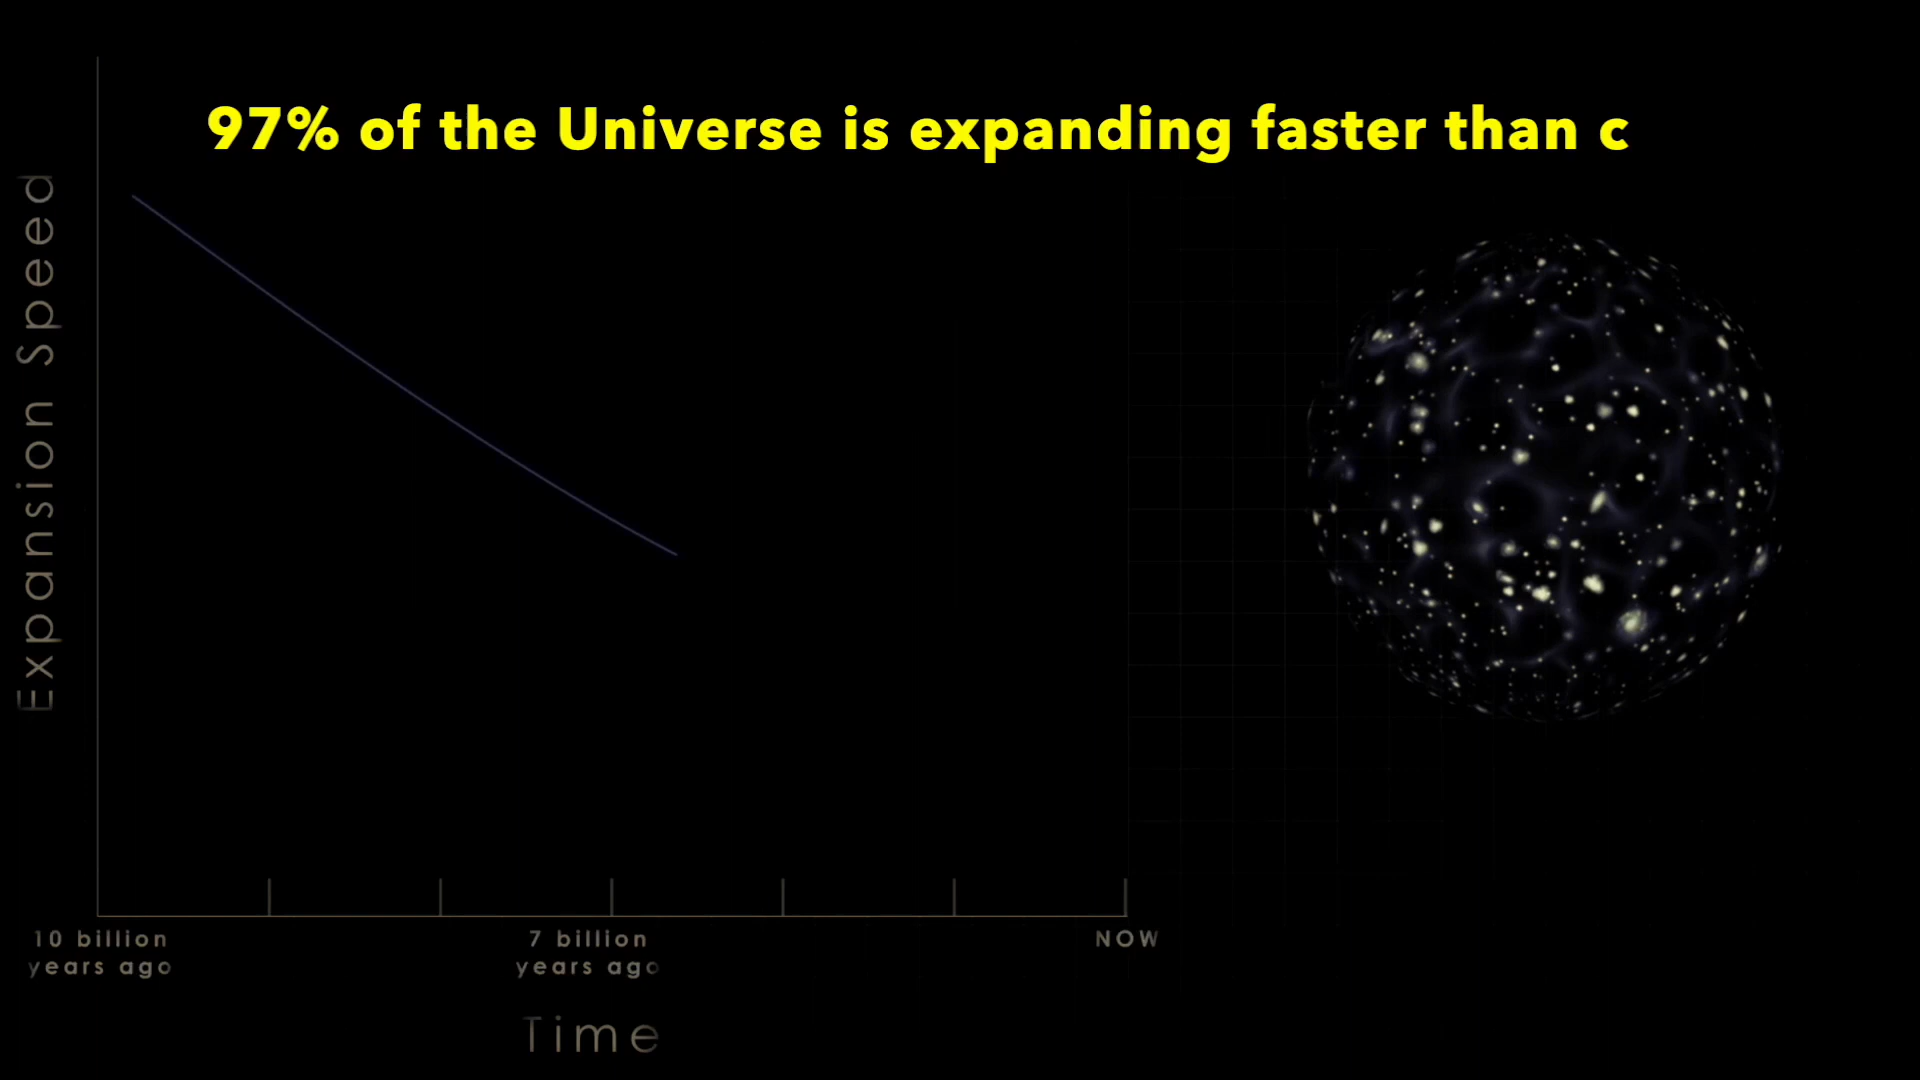 97% of the Universe is expanding faster than c
Expansion Speed
10 billion
years ago
7 billion
years ago
NOW
Time